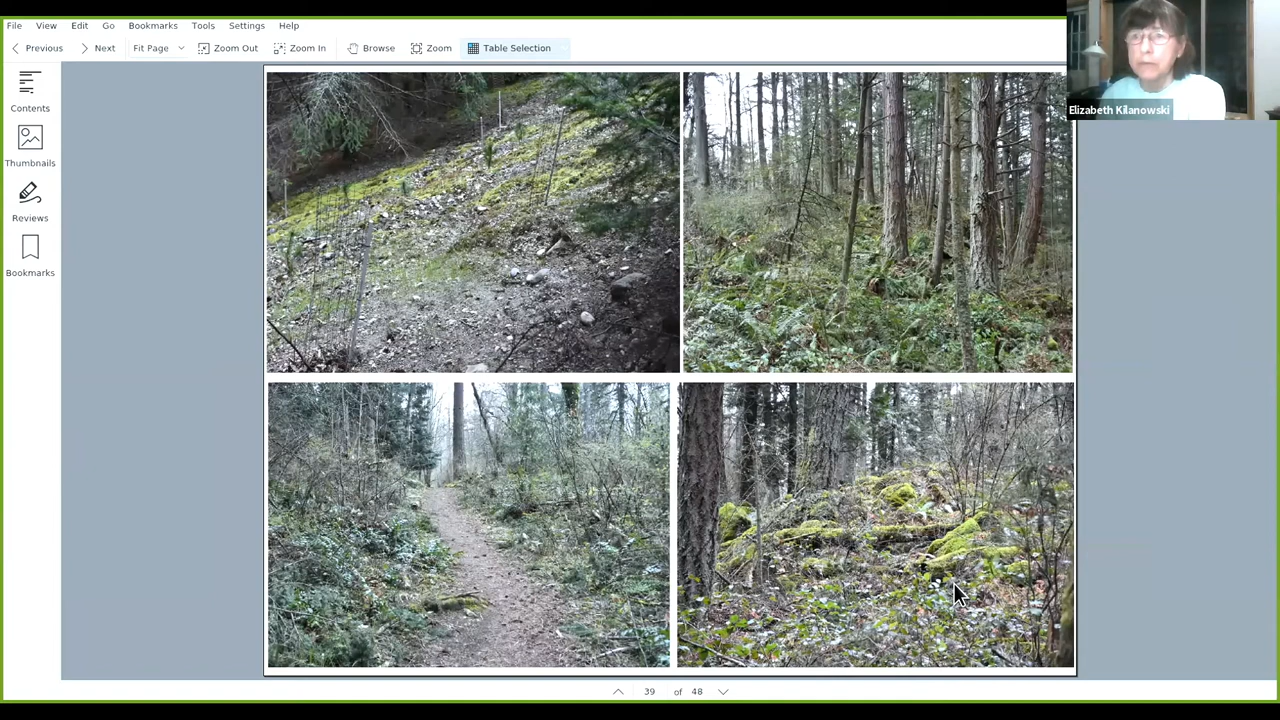 File View Edit Go Bookmarks Tools Settings Help
Previous Next Fit Page Zoom Out Zoom In Browse Zoom Table Selection
Elizabeth Kilanowski
Contents
Thumbnails
Reviews
Bookmarks
39 of 48